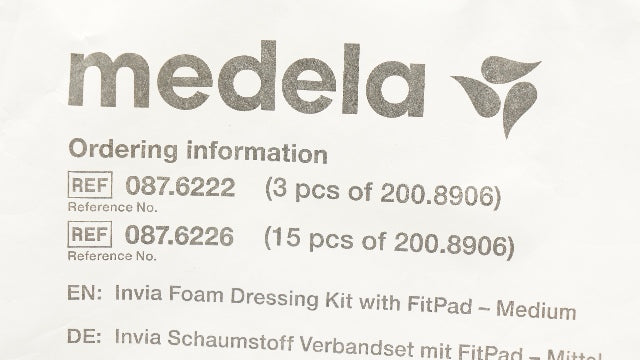 medela
Ordering information
REF 087.6222 (3 pcs of 200.8906)
Reference No.
REF 087.6226 (15 pcs of 200.8906)
Reference No.
EN: Invia Foam Dressing Kit with FitPad – Medium
DE: Invia Schaumstoff Verbandset mit FitPad – Mittel